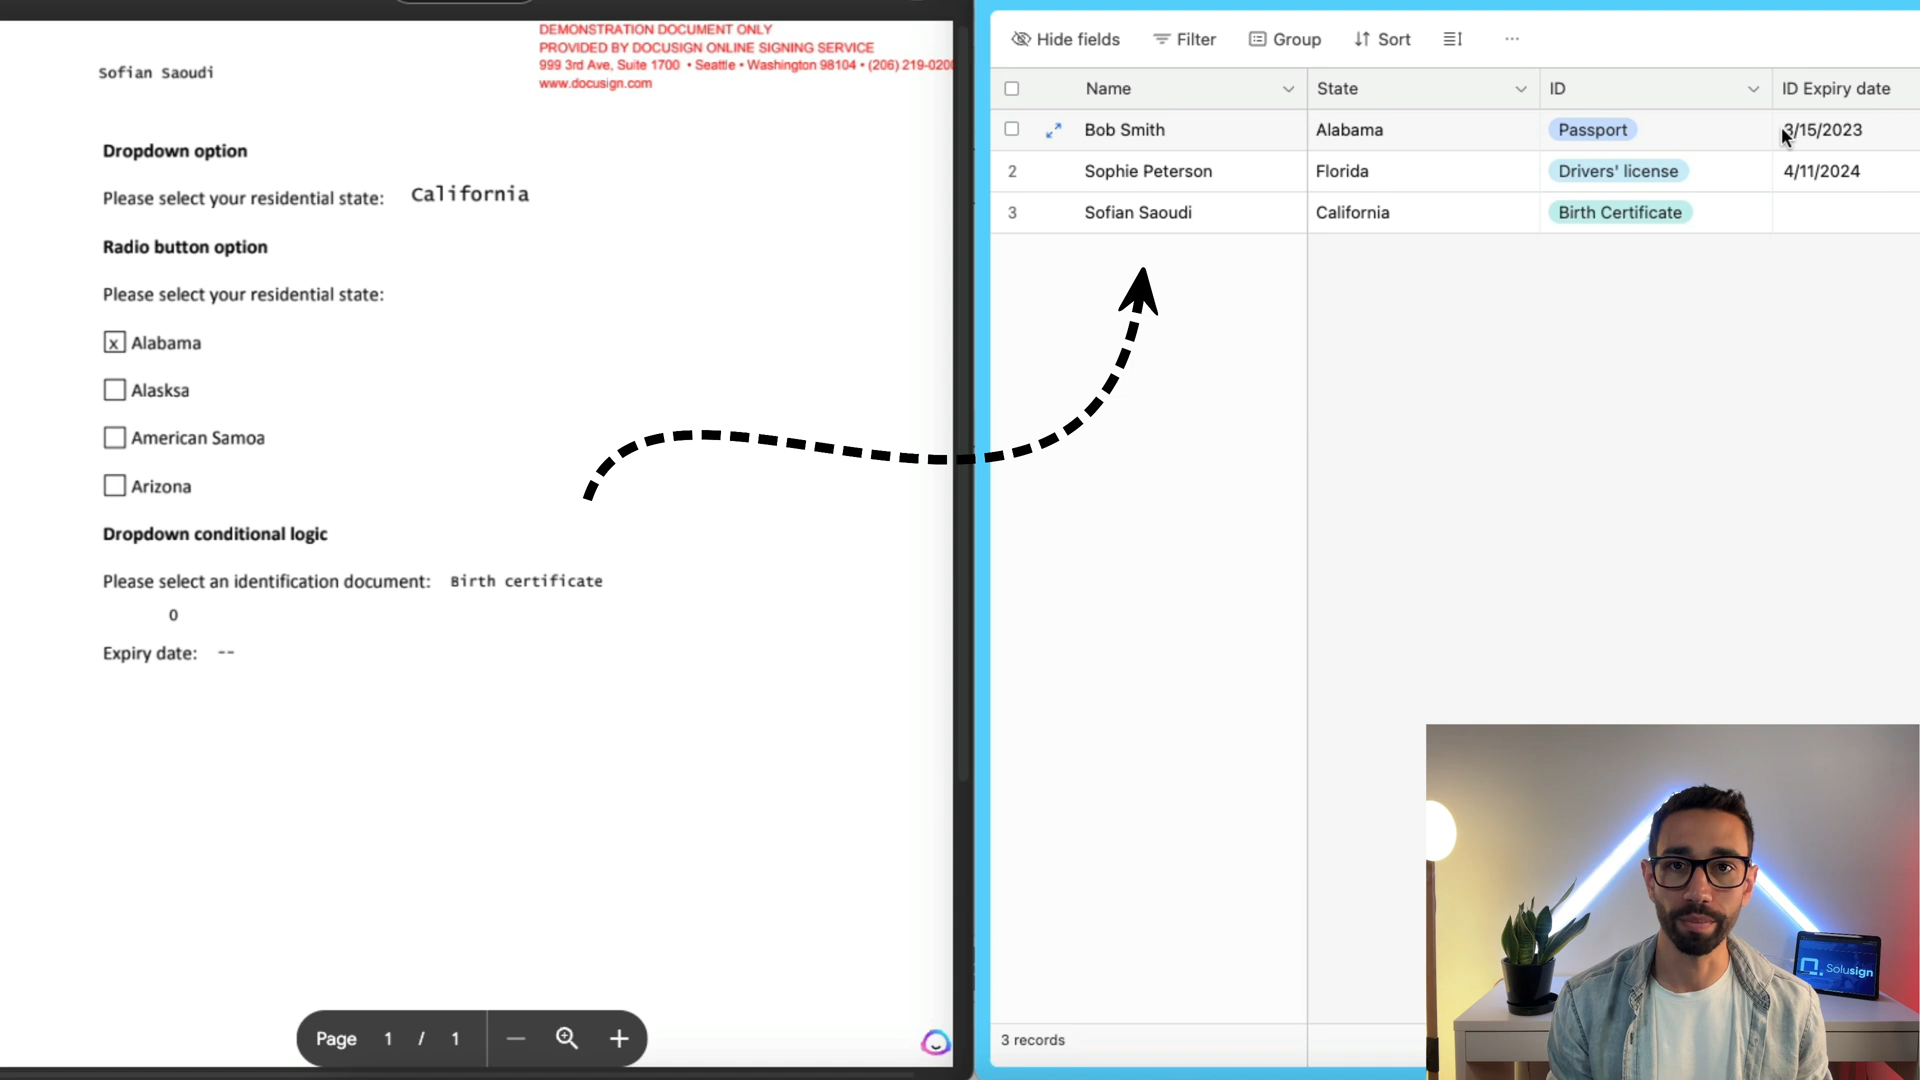 DEMONSTRATION DOCUMENT ONLY
PROVIDED BY DOCUSIGN ONLINE SIGNING SERVICE
999 3rd Ave, Suite 1700 • Seattle • Washington 98104 • (206) 219-0200
www.docusign.com
Sofian Saoudi
Dropdown option
Please select your residential state: California
Radio button option
Please select your residential state:
x Alabama
Alasksa
American Samoa
Arizona
Dropdown conditional logic
Please select an identification document: Birth certificate
0
Expiry date: --
Page 1 / 1
Hide fields Filter Group Sort
Name State ID ID Expiry date
Bob Smith Alabama Passport 3/15/2023
2 Sophie Peterson Florida Drivers' license 4/11/2024
3 Sofian Saoudi California Birth Certificate
3 records
Solusign